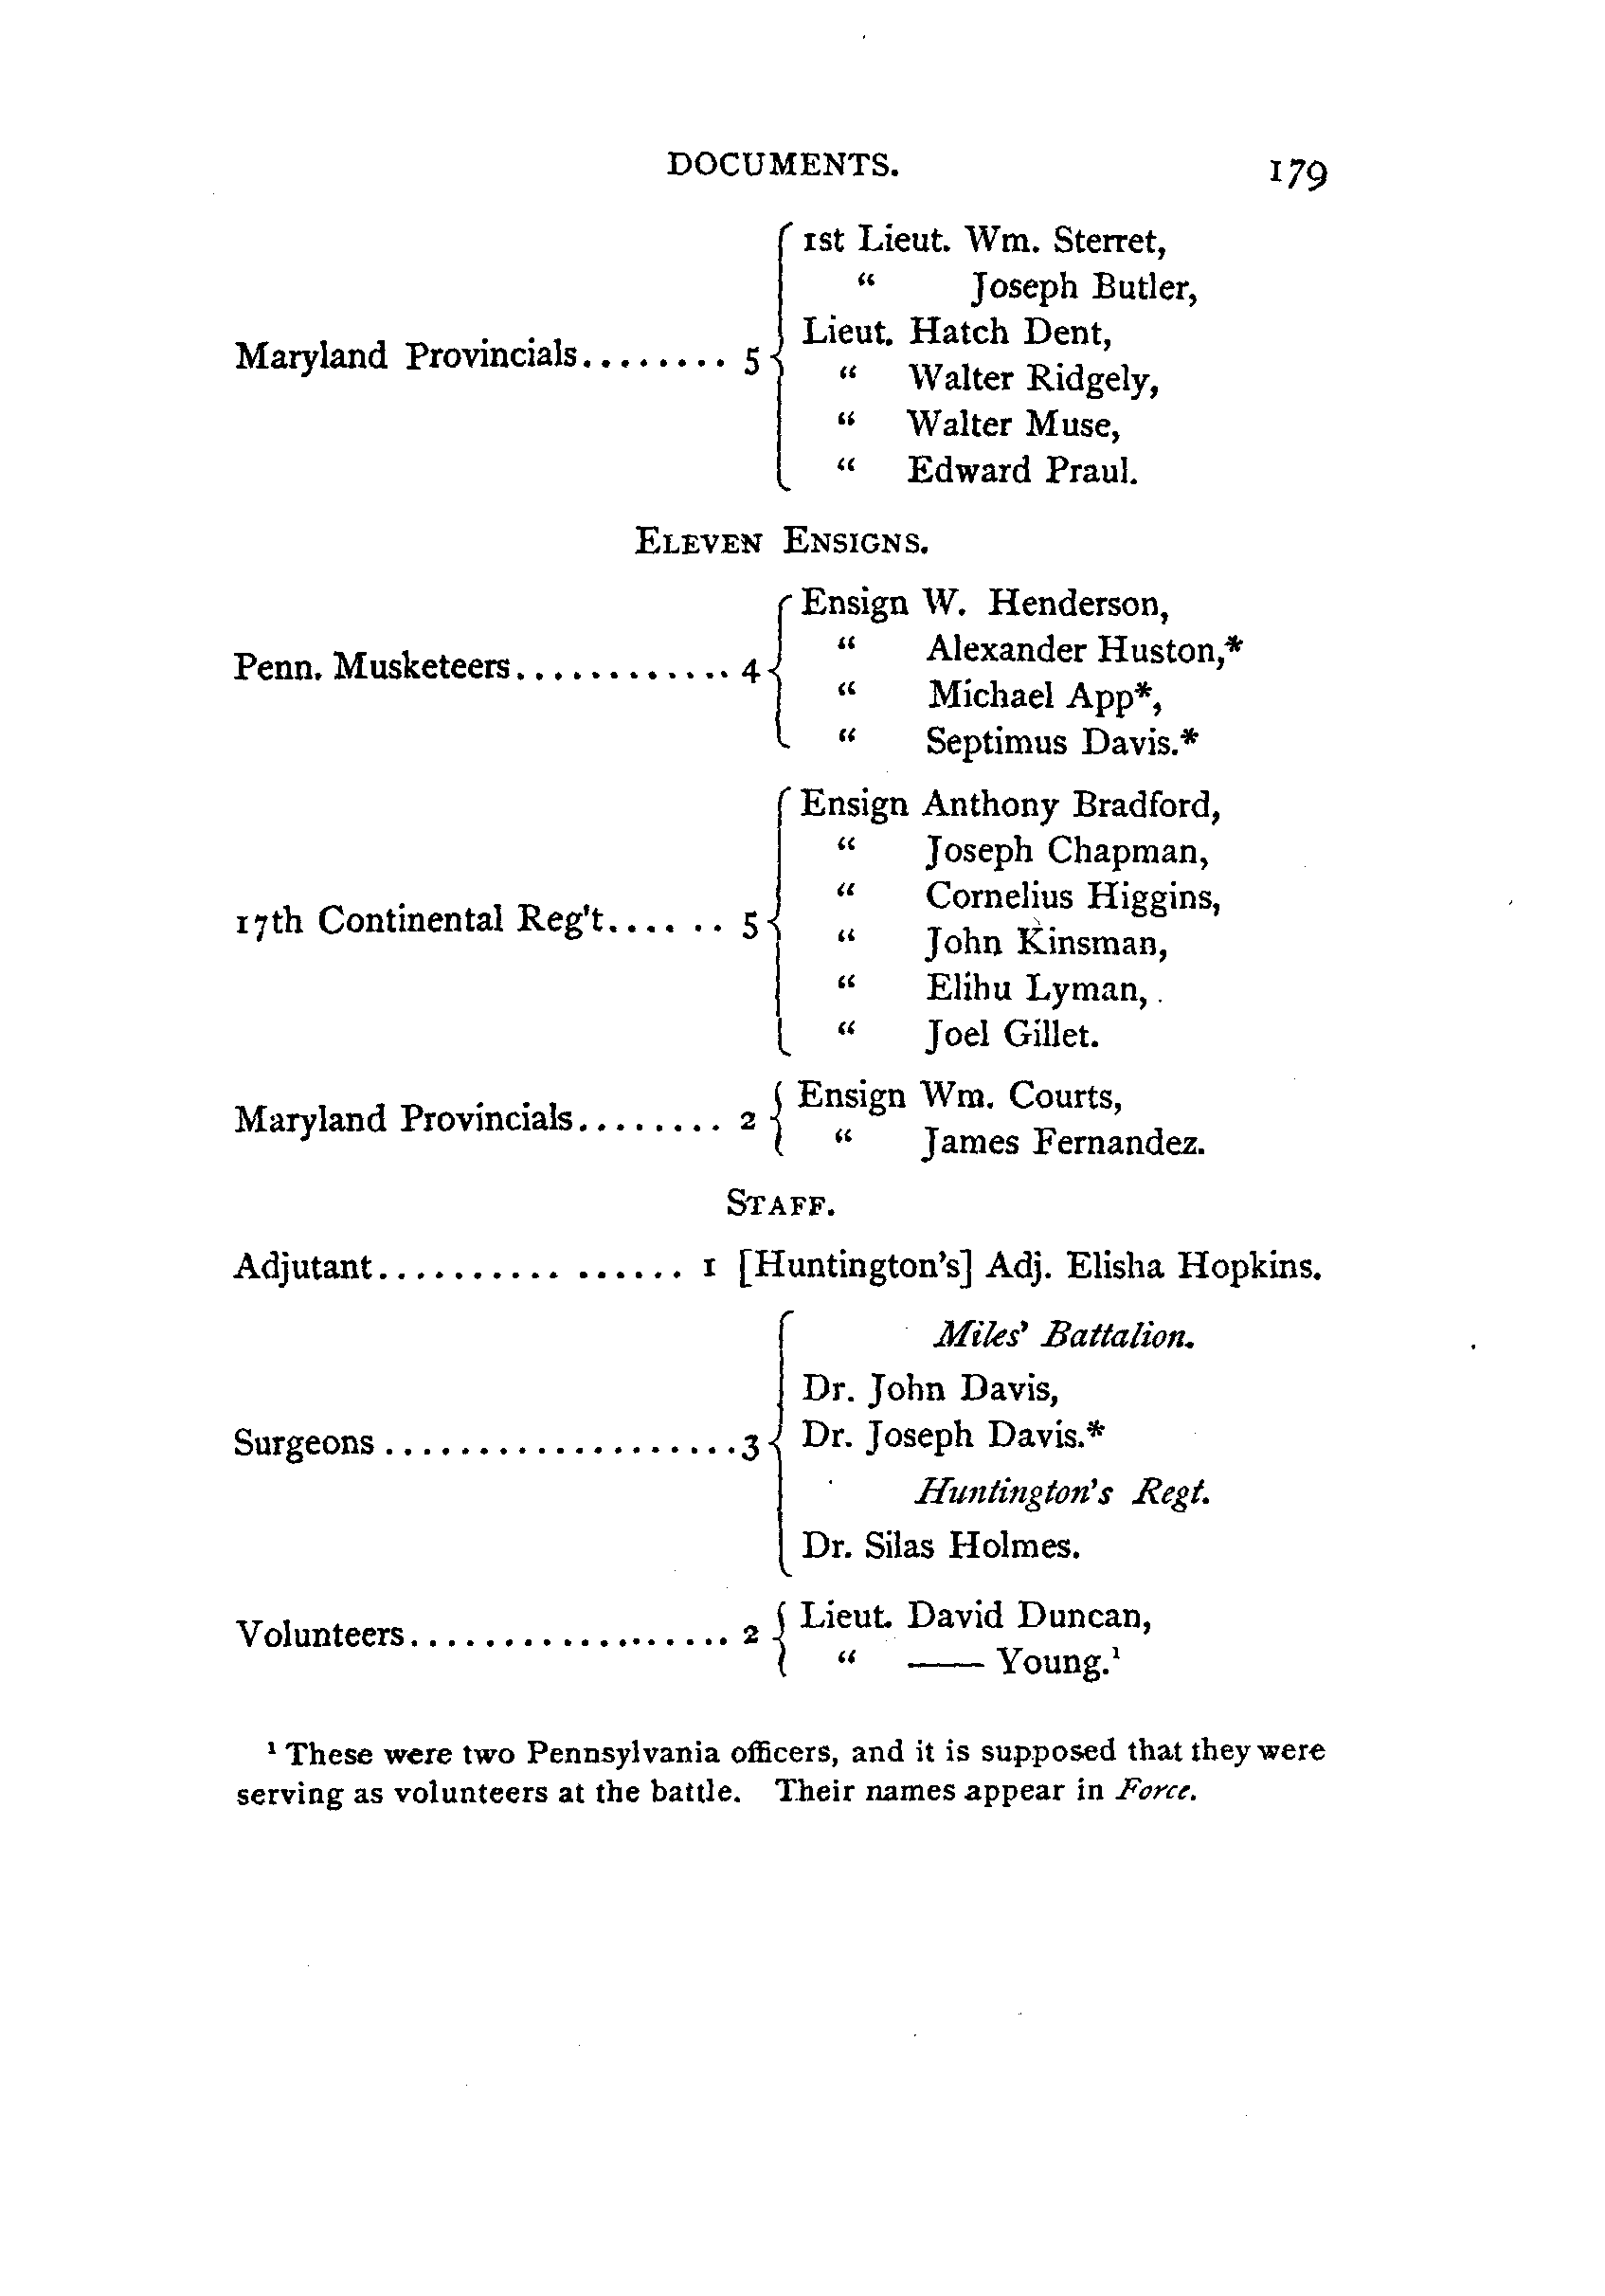 DOCUMENTS. 179
1st Lieut. Wm. Sterret,
“ Joseph Butler,
Lieut. Hatch Dent,
Maryland Provincials........ 5
“ Walter Ridgely,
“ Walter Muse,
“ Edward Praul.
ELEVEN ENSIGNS.
Ensign W. Henderson,
“ Alexander Huston,*
Penn. Musketeers............ 4
“ Michael App*,
“ Septimus Davis.*
Ensign Anthony Bradford,
“ Joseph Chapman,
“ Cornelius Higgins,
17th Continental Reg't.... .. 5
“ John Kinsman,
“ Elihu Lyman,
“ Joel Gillet.
Ensign Wm. Courts,
Maryland Provincials........ 2
“ James Fernandez.
STAFF.
Adjutant.......... ...... 1 [Huntington's] Adj. Elisha Hopkins.
Miles' Battalion.
Dr. John Davis,
Surgeons ...................3 Dr. Joseph Davis.*
Huntington's Regt.
Dr. Silas Holmes.
Lieut. David Duncan,
Volunteers.................. 2
“ —— Young.¹
¹ These were two Pennsylvania officers, and it is supposed that they were
serving as volunteers at the battle. Their names appear in Force.